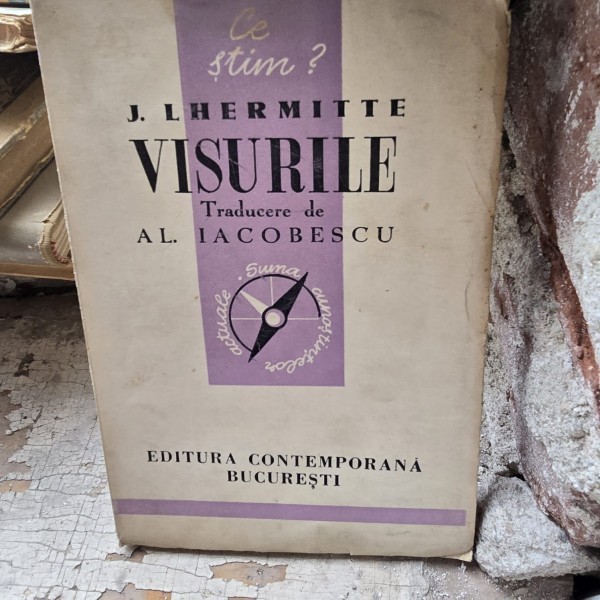 Ce
știm?
J. LHERMITTE
VISURILE
Traducere de
AL. IACOBESCU
Suma cunoștințelor actuale
EDITURA CONTEMPORANĂ
BUCUREȘTI